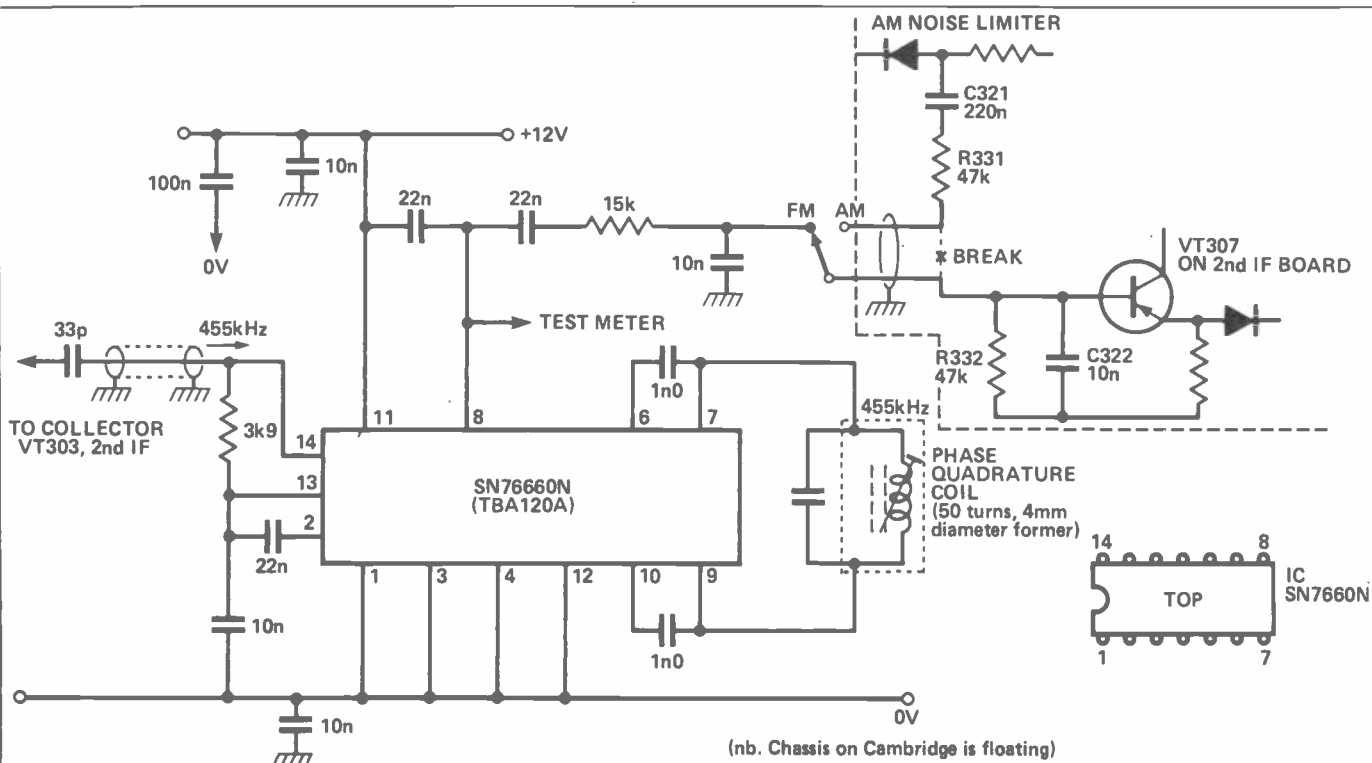 AM NOISE LIMITER
C321
220n
R331
47k
+12V
10n
100n
0V
22n
22n
15k
FM
AM
10n
BREAK
VT307
ON 2nd IF BOARD
TEST METER
33p
455kHz
R332
47k
C322
10n
1n0
TO COLLECTOR
VT303, 2nd IF
3k9
11
8
6
7
455kHz
14
13
2
SN76660N
(TBA120A)
PHASE
QUADRATURE
COIL
(50 turns, 4mm
diameter former)
22n
1
3
4
12
10
9
10n
1n0
14
8
TOP
IC
SN7660N
1
7
10n
0V
(nb. Chassis on Cambridge is floating)